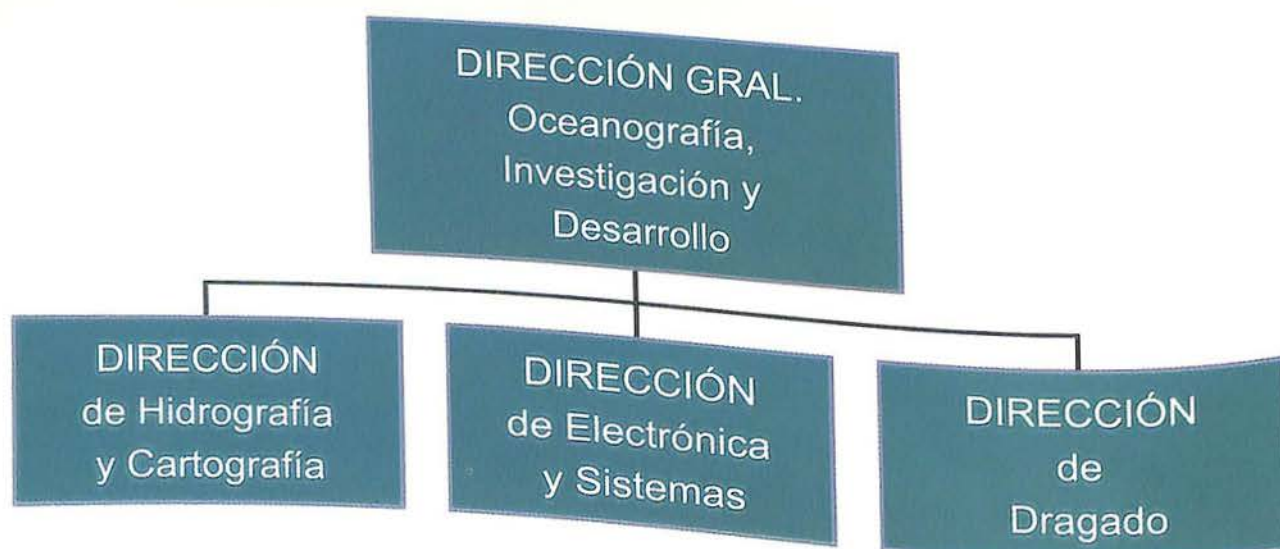 DIRECCIÓN GRAL.
Oceanografía,
Investigación y
Desarrollo
DIRECCIÓN
de Hidrografía
y Cartografía
DIRECCIÓN
de Electrónica
y Sistemas
DIRECCIÓN
de
Dragado